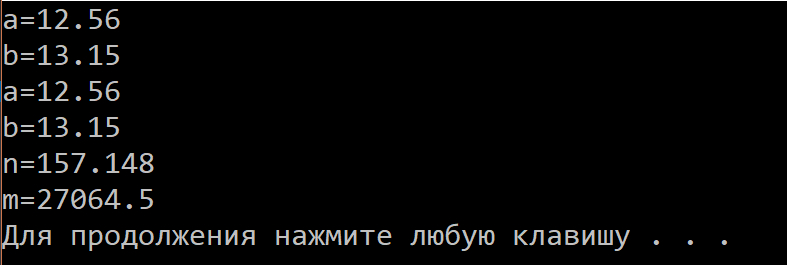 a=12.56
b=13.15
a=12.56
b=13.15
n=157.148
m=27064.5
Для продолжения нажмите любую клавишу . . .